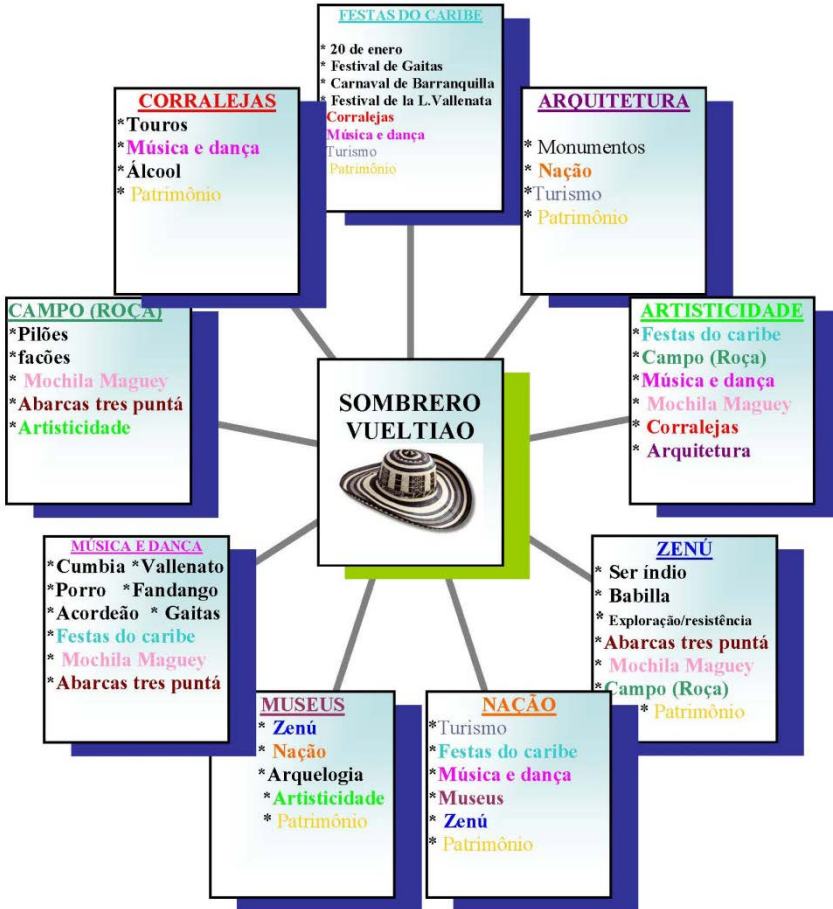 FESTAS DO CARIBE
* 20 de enero
* Festival de Gaitas
* Carnaval de Barranquilla
* Festival de la L.Vallenata
Corralejas
Música e dança
Turismo
Patrimônio
CORRALEJAS
*Touros
*Música e dança
*Álcool
* Patrimônio
ARQUITETURA
* Monumentos
* Nação
*Turismo
* Patrimônio
CAMPO (ROÇA)
*Pilões
*facões
* Mochila Maguey
*Abarcas tres puntá
*Artisticidade
SOMBRERO
VUELTIAO
ARTISTICIDADE
*Festas do caribe
*Campo (Roça)
*Música e dança
* Mochila Maguey
* Corralejas
* Arquitetura
MÚSICA E DANCA
*Cumbia *Vallenato
*Porro *Fandango
*Acordeão * Gaitas
*Festas do caribe
* Mochila Maguey
*Abarcas tres puntá
ZENÚ
* Ser índio
* Babilla
* Exploração/resistência
*Abarcas tres puntá
* Mochila Maguey
*Campo (Roça)
* Patrimônio
MUSEUS
* Zenú
* Nação
*Arquelogia
*Artisticidade
* Patrimônio
NAÇÃO
*Turismo
*Festas do caribe
*Música e dança
*Museus
* Zenú
* Patrimônio